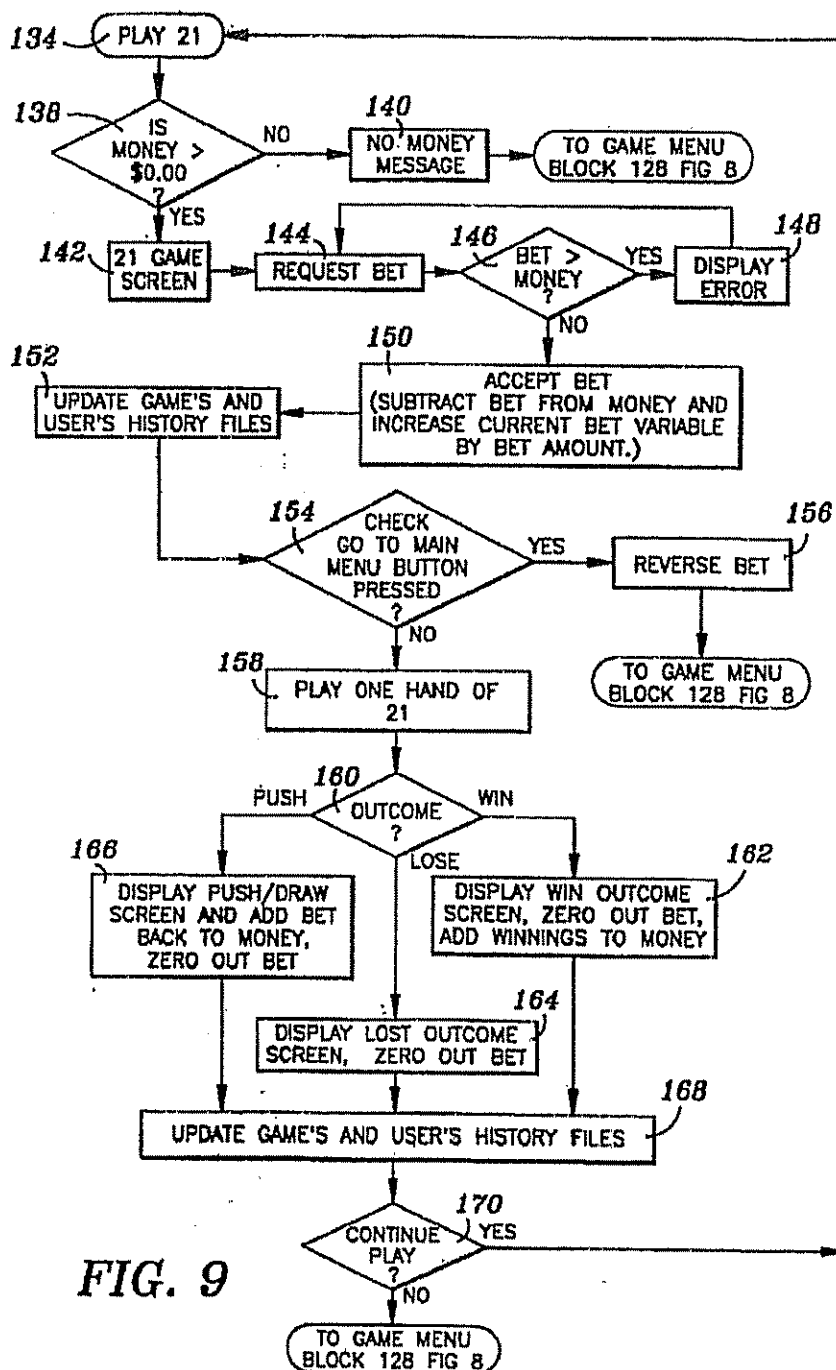 134
PLAY 21
138
IS
MONEY >
$0.00
?
NO
YES
140
NO MONEY
MESSAGE
TO GAME MENU
BLOCK 128 FIG 8
142
21 GAME
SCREEN
144
REQUEST BET
146
BET >
MONEY
?
YES
NO
148
DISPLAY
ERROR
150
ACCEPT BET
(SUBTRACT BET FROM MONEY AND
INCREASE CURRENT BET VARIABLE
BY BET AMOUNT.)
152
UPDATE GAME'S AND
USER'S HISTORY FILES
154
CHECK
GO TO MAIN
MENU BUTTON
PRESSED
?
YES
NO
156
REVERSE BET
TO GAME MENU
BLOCK 128 FIG 8
158
PLAY ONE HAND OF
21
160
OUTCOME
?
PUSH
WIN
LOSE
166
DISPLAY PUSH/DRAW
SCREEN AND ADD BET
BACK TO MONEY,
ZERO OUT BET
162
DISPLAY WIN OUTCOME
SCREEN, ZERO OUT BET,
ADD WINNINGS TO MONEY
164
DISPLAY LOST OUTCOME
SCREEN, ZERO OUT BET
168
UPDATE GAME'S AND USER'S HISTORY FILES
170
CONTINUE
PLAY
?
YES
NO
FIG. 9
TO GAME MENU
BLOCK 128 FIG 8